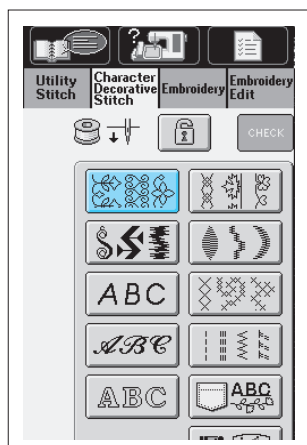 Utility Stitch
Character Decorative Stitch
Embroidery
Embroidery Edit
CHECK
ABC
ABC
ABC
ABC